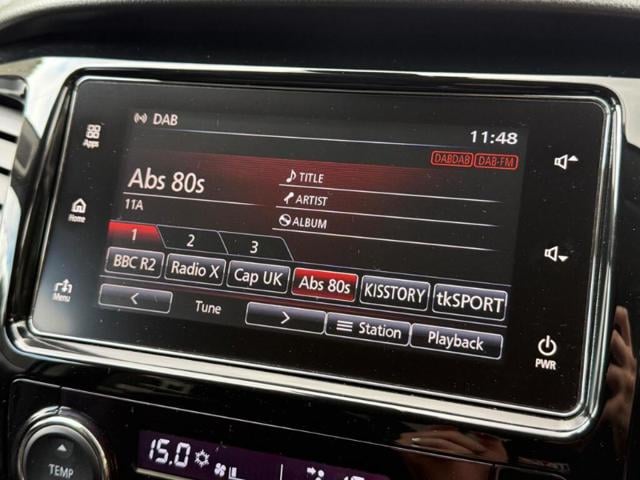 DAB
11:48
DABDAB DAB-FM
Apps
Abs 80s
TITLE
ARTIST
11A
ALBUM
Home
1 2 3
BBC R2 Radio X Cap UK Abs 80s KISSTORY tkSPORT
Menu
< Tune > Station Playback
PWR
15.0
TEMP